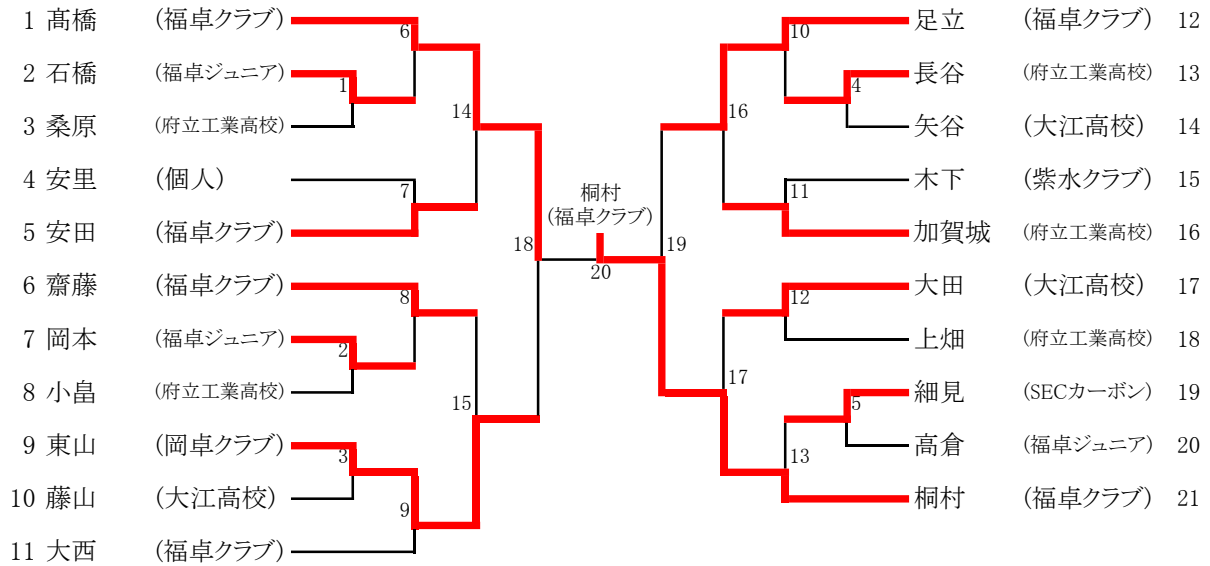 1 髙橋 (福卓クラブ)
2 石橋 (福卓ジュニア)
3 桑原 (府立工業高校)
4 安里 (個人)
5 安田 (福卓クラブ)
6 齋藤 (福卓クラブ)
7 岡本 (福卓ジュニア)
8 小畠 (府立工業高校)
9 東山 (岡卓クラブ)
10 藤山 (大江高校)
11 大西 (福卓クラブ)
6
1
14
7
18
8
2
15
3
9
桐村
(福卓クラブ)
20
19
10
4
16
11
12
17
5
13
足立 (福卓クラブ) 12
長谷 (府立工業高校) 13
矢谷 (大江高校) 14
木下 (紫水クラブ) 15
加賀城 (府立工業高校) 16
大田 (大江高校) 17
上畑 (府立工業高校) 18
細見 (SECカーボン) 19
高倉 (福卓ジュニア) 20
桐村 (福卓クラブ) 21